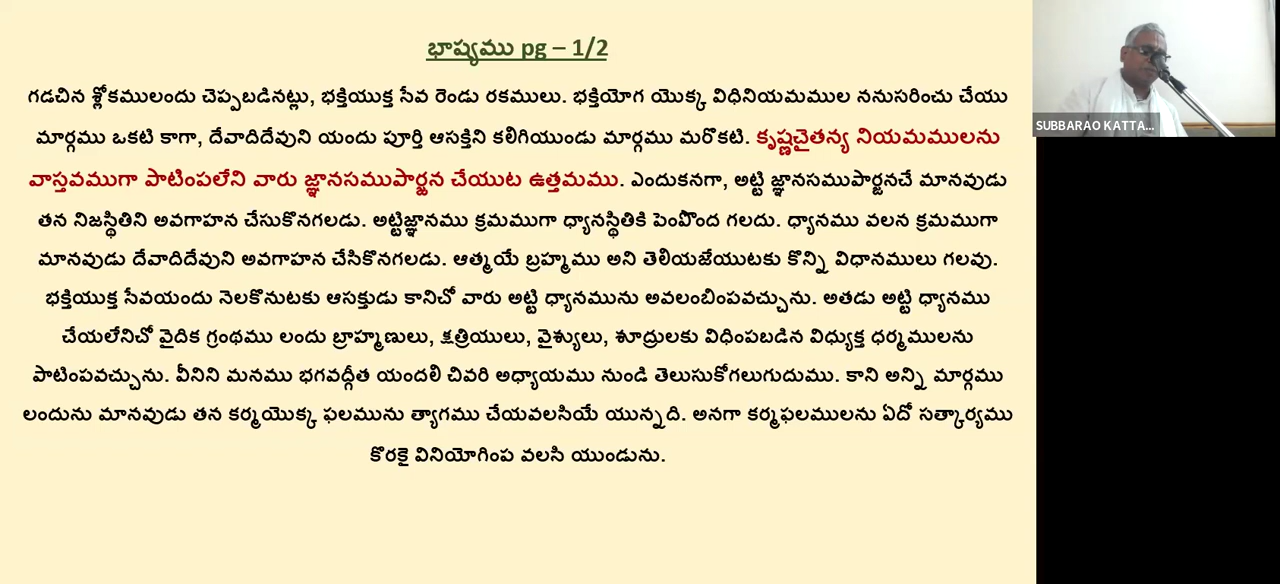 భాష్యము pg – 1/2
గడచిన శ్లోకములందు చెప్పబడినట్లు, భక్తియుక్త సేవ రెండు రకములు. భక్తియోగ యొక్క విధినియమముల ననుసరించు చేయు
మార్గము ఒకటి కాగా, దేవాదిదేవుని యందు పూర్తి ఆసక్తిని కలిగియుండు మార్గము మరొకటి. కృష్ణచైతన్య నియమములను
వాస్తవముగా పాటింపలేని వారు జ్ఞానసముపార్జన చేయుట ఉత్తమము. ఎందుకనగా, అట్టి జ్ఞానసముపార్జనచే మానవుడు
తన నిజస్థితిని అవగాహన చేసుకొనగలడు. అట్టిజ్ఞానము క్రమముగా ధ్యానస్థితికి పెంపొంద గలదు. ధ్యానము వలన క్రమముగా
మానవుడు దేవాదిదేవుని అవగాహన చేసికొనగలడు. ఆత్మయే బ్రహ్మము అని తెలియజేయుటకు కొన్ని విధానములు గలవు.
భక్తియుక్త సేవయందు నెలకొనుటకు ఆసక్తుడు కానిచో వారు అట్టి ధ్యానమును అవలంబింపవచ్చును. అతడు అట్టి ధ్యానము
చేయలేనిచో వైదిక గ్రంథము లందు బ్రాహ్మణులు, క్షత్రియులు, వైశ్యులు, శూద్రులకు విధింపబడిన విధ్యుక్త ధర్మములను
పాటింపవచ్చును. వీనిని మనము భగవద్గీత యందలి చివరి అధ్యాయము నుండి తెలుసుకోగలుగుదుము. కాని అన్ని మార్గము
లందును మానవుడు తన కర్మయొక్క ఫలమును త్యాగము చేయవలసియే యున్నది. అనగా కర్మఫలములను ఏదో సత్కార్యము
కొరకై వినియోగింప వలసి యుండును.
SUBBARAO KATTA...